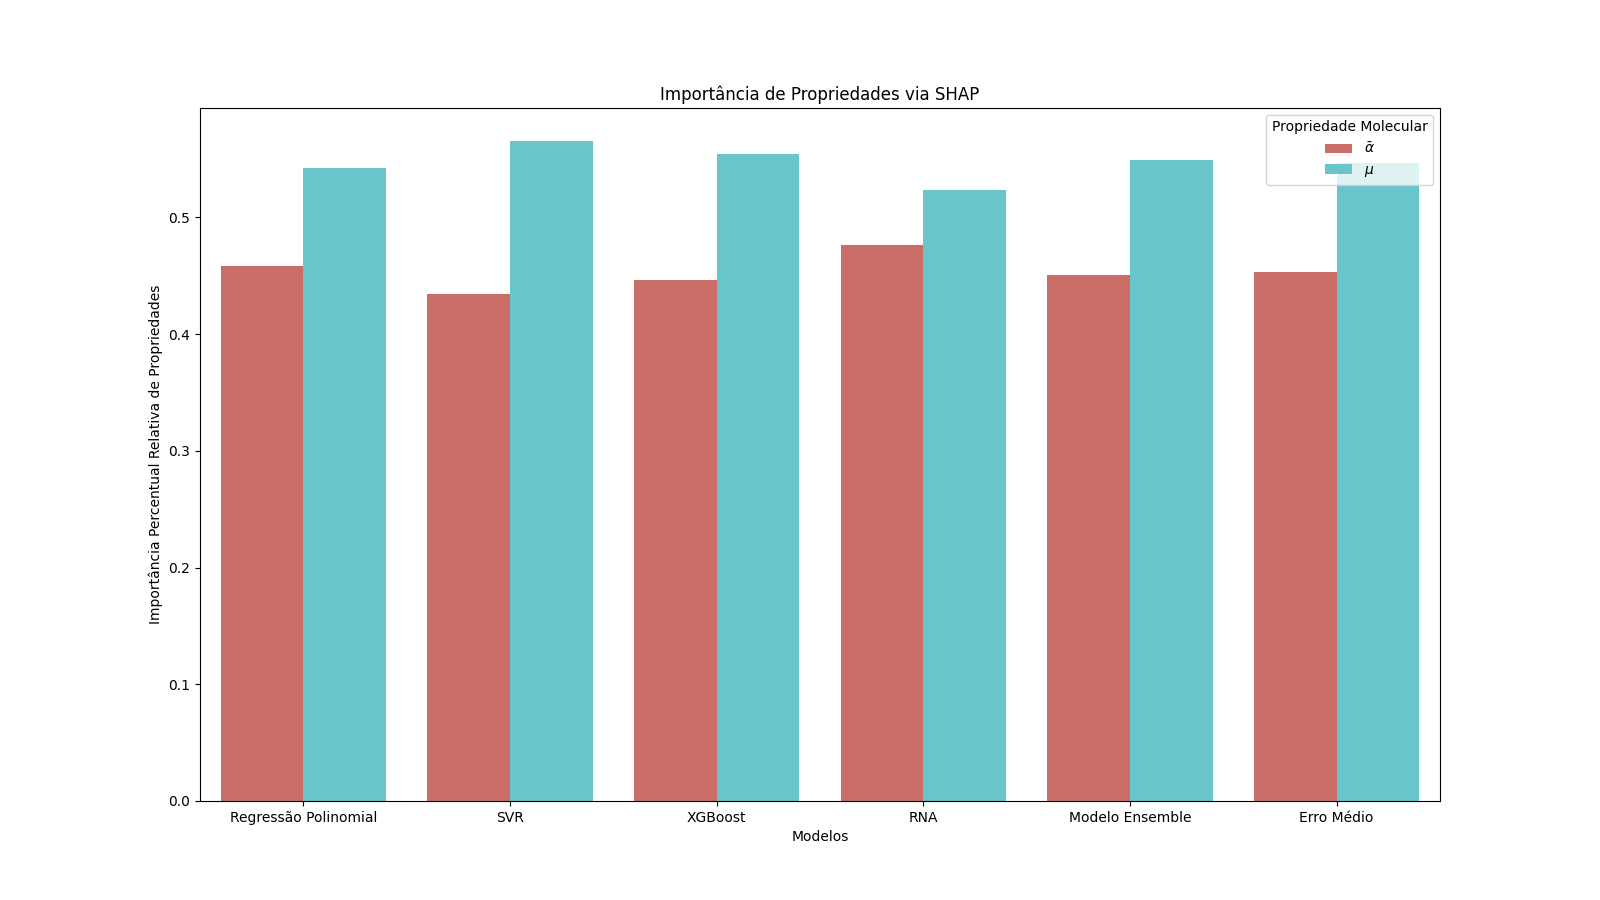 Importância de Propriedades via SHAP
Propriedade Molecular
ᾱ
μ
Importância Percentual Relativa de Propriedades
0.5
0.4
0.3
0.2
0.1
0.0
Regressão Polinomial
SVR
XGBoost
RNA
Modelo Ensemble
Erro Médio
Modelos